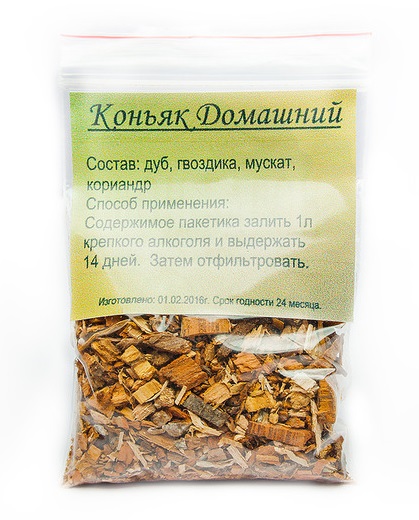 Коньяк Домашний
Состав: дуб, гвоздика, мускат,
кориандр
Способ применения:
Содержимое пакетика залить 1л
крепкого алкоголя и выдержать
14 дней. Затем отфильтровать.
Изготовлено: 01.02.2016г. Срок годности 24 месяца.